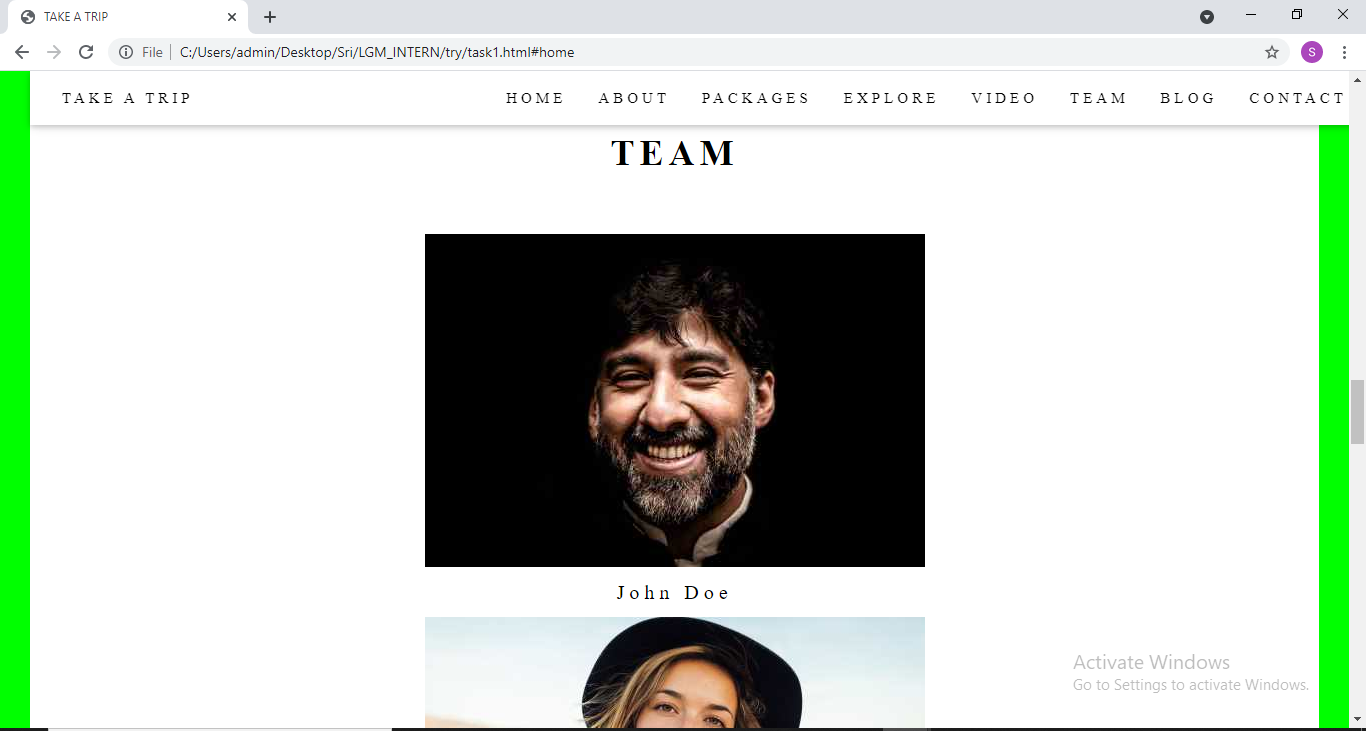 TAKE A TRIP
File C:/Users/admin/Desktop/Sri/LGM_INTERN/try/task1.html#home
S
TAKE A TRIP HOME ABOUT PACKAGES EXPLORE VIDEO TEAM BLOG CONTACT
TEAM
John Doe
Activate Windows
Go to Settings to activate Windows.